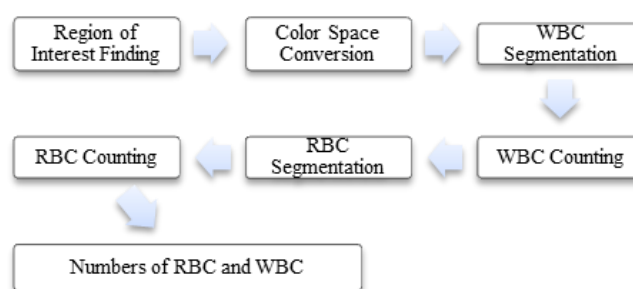 Region of
Interest Finding
Color Space
Conversion
WBC
Segmentation
WBC Counting
RBC
Segmentation
RBC Counting
Numbers of RBC and WBC